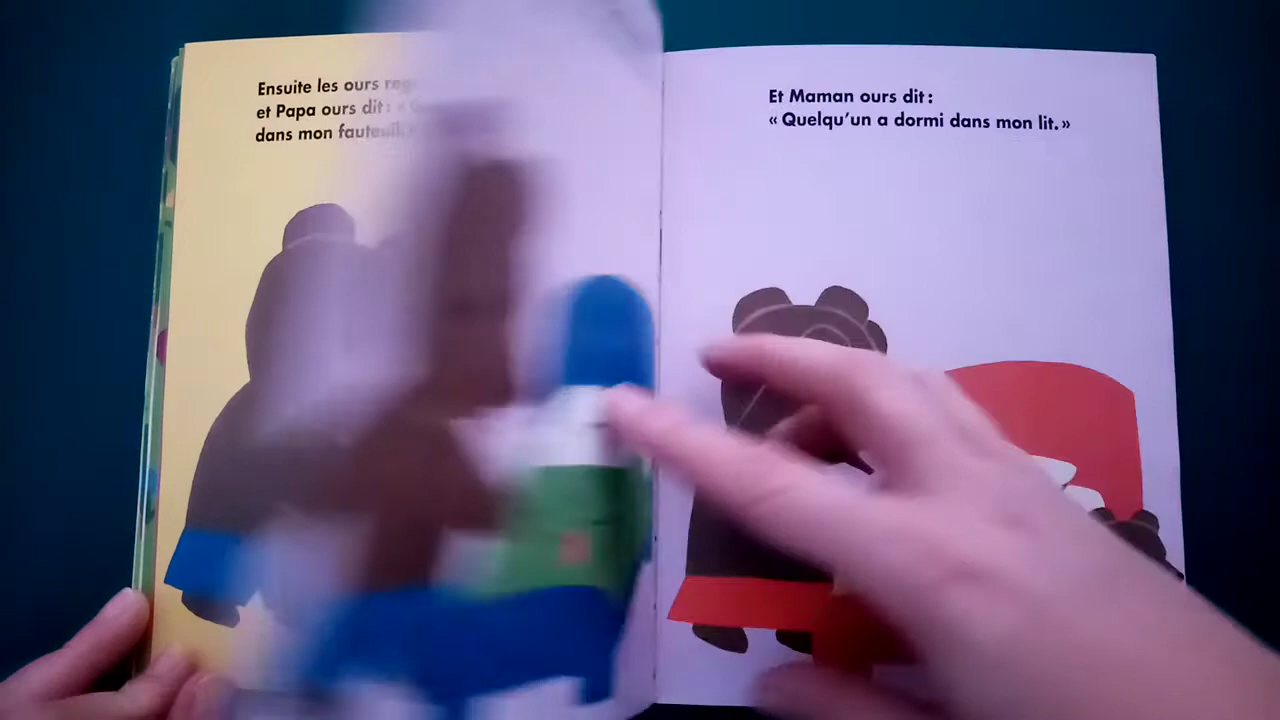 Ensuite les ours
et Papa ours dit :
dans mon fauteuil
Et Maman ours dit :
« Quelqu'un a dormi dans mon lit. »